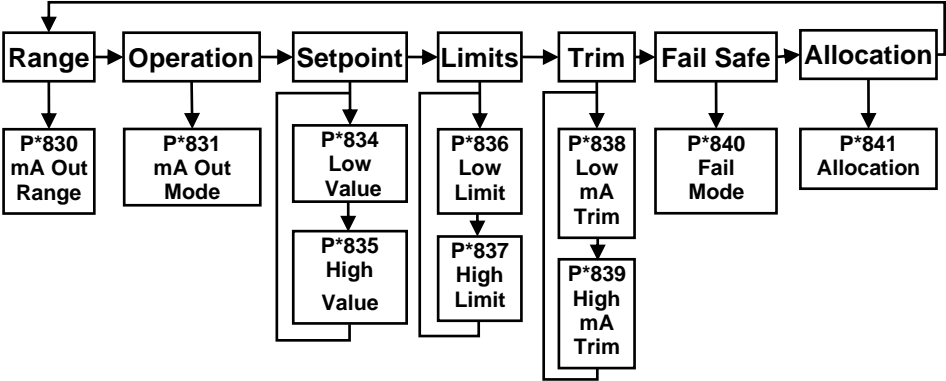 Range
Operation
Setpoint
Limits
Trim
Fail Safe
Allocation
P*830
mA Out
Range
P*831
mA Out
Mode
P*834
Low
Value
P*835
High
Value
P*836
Low
Limit
P*837
High
Limit
P*838
Low
mA
Trim
P*839
High
mA
Trim
P*840
Fail
Mode
P*841
Allocation